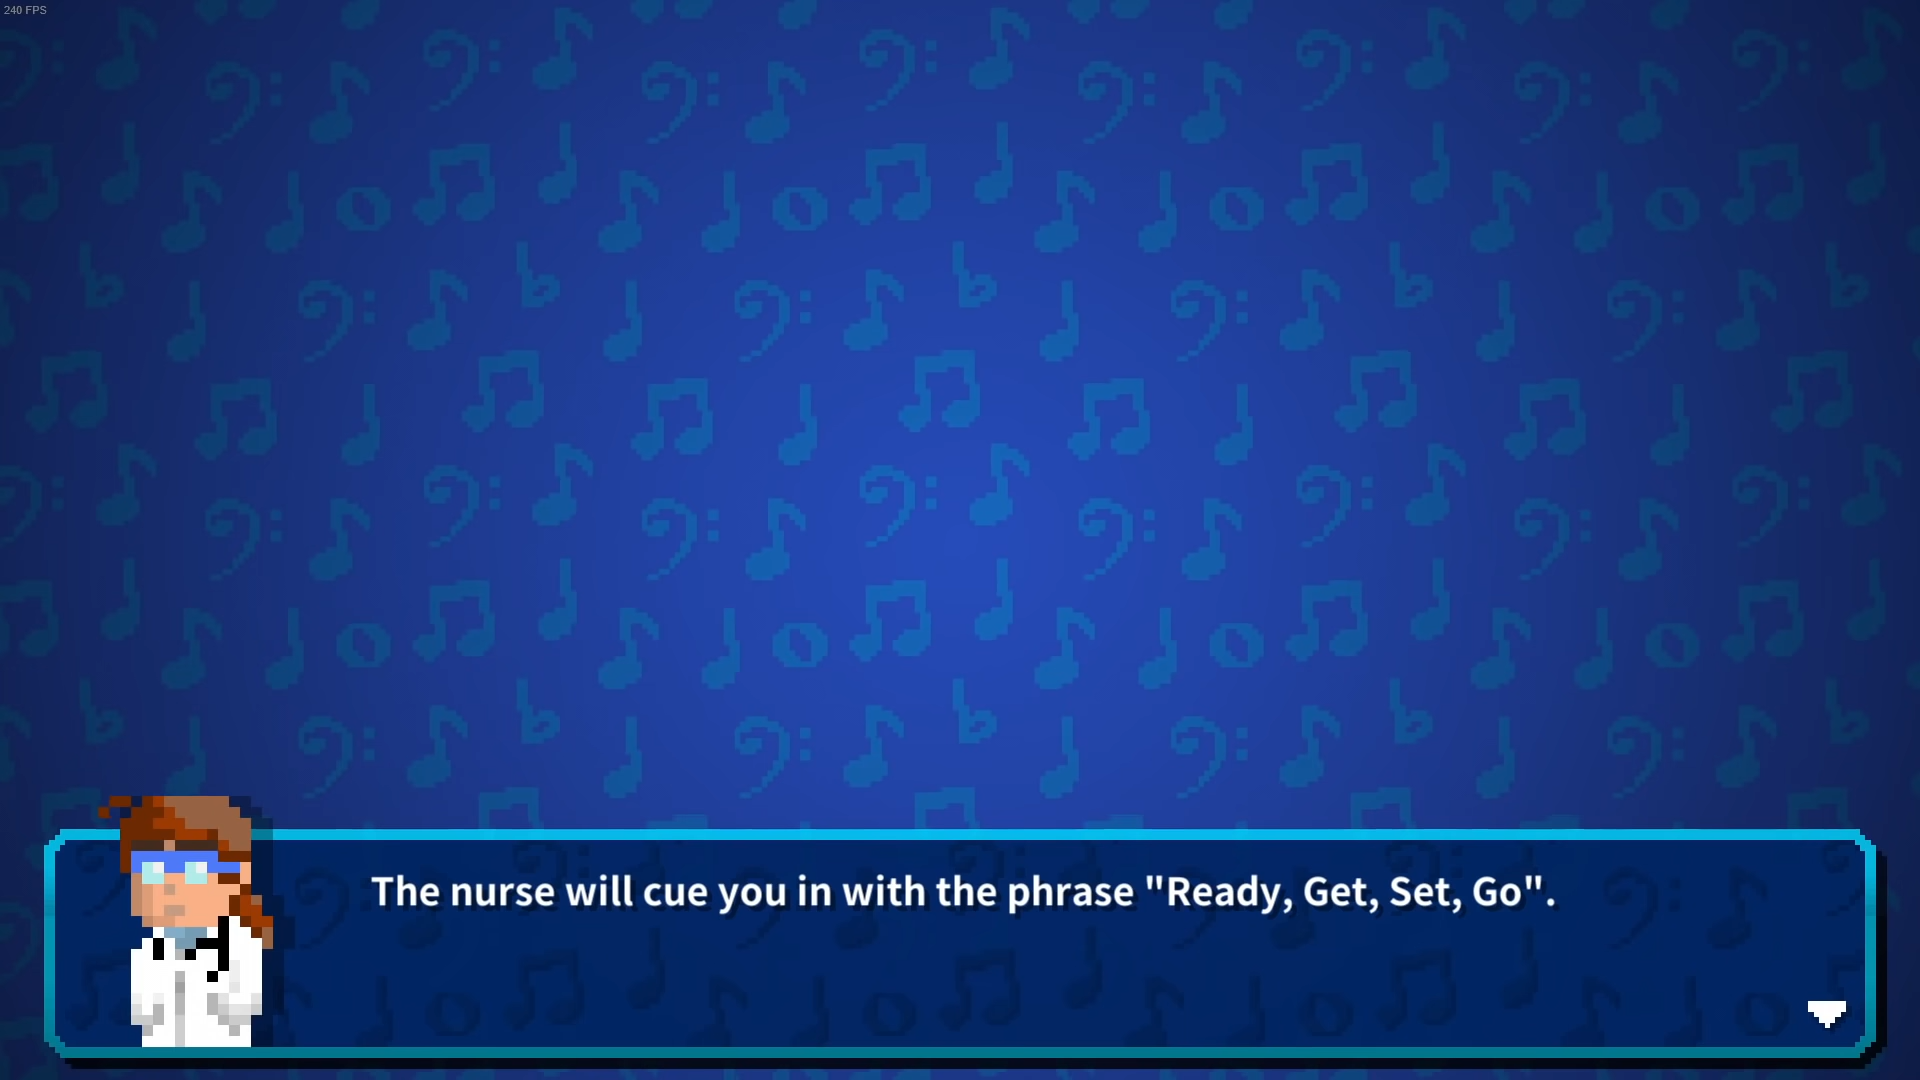 240 FPS
The nurse will cue you in with the phrase "Ready, Get, Set, Go".